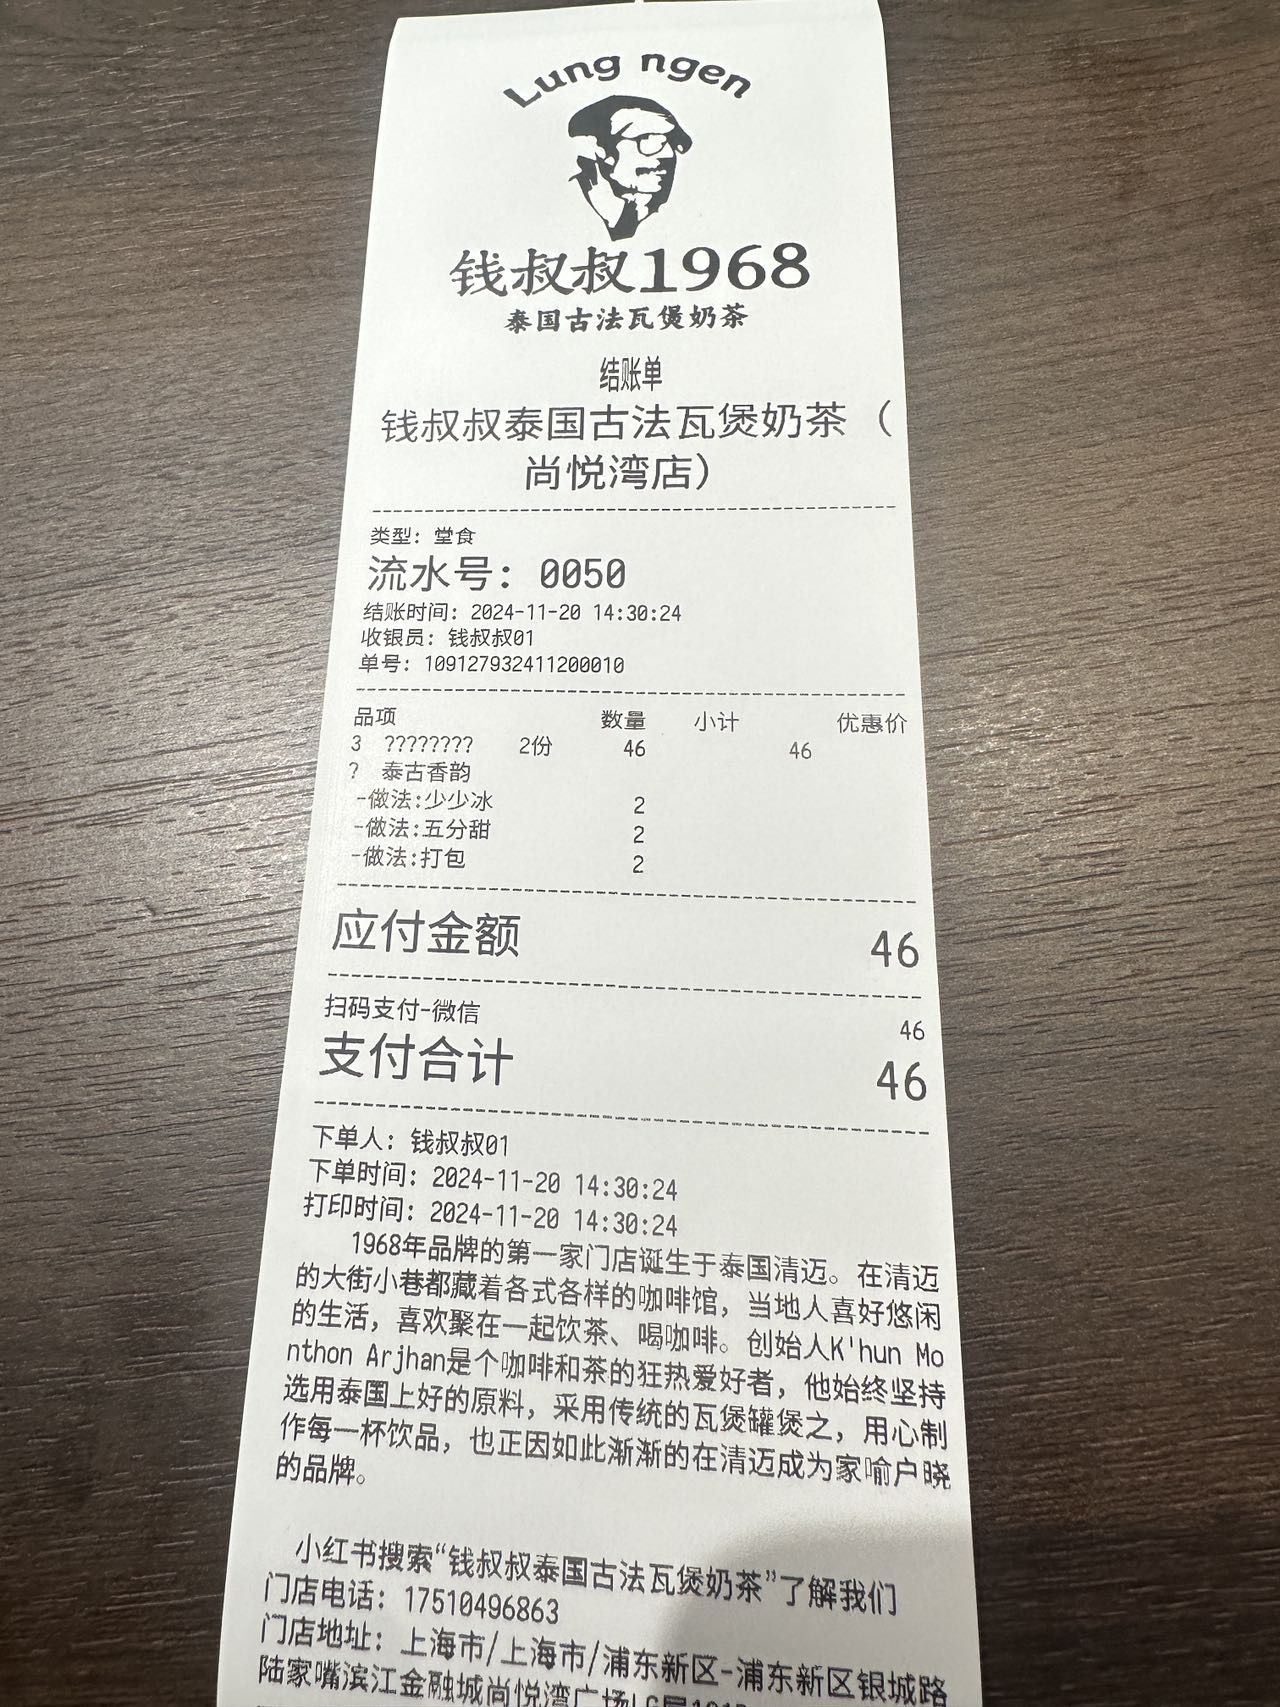 Lung ngen
钱叔叔1968
泰国古法瓦煲奶茶
结账单
钱叔叔泰国古法瓦煲奶茶（
尚悦湾店）
类型：堂食
流水号：0050
结账时间：2024-11-20 14:30:24
收银员：钱叔叔01
单号：109127932411200010
品项 数量 小计 优惠价
3 ???????? 2份 46 46
? 泰古香韵
-做法:少少冰 2
-做法:五分甜 2
-做法:打包 2
应付金额 46
扫码支付-微信 46
支付合计 46
下单人：钱叔叔01
下单时间：2024-11-20 14:30:24
打印时间：2024-11-20 14:30:24
1968年品牌的第一家门店诞生于泰国清迈。在清迈
的大街小巷都藏着各式各样的咖啡馆，当地人喜好悠闲
的生活，喜欢聚在一起饮茶、喝咖啡。创始人K'hun Mo
nthon Arjhan是个咖啡和茶的狂热爱好者，他始终坚持
选用泰国上好的原料，采用传统的瓦煲罐煲之，用心制
作每一杯饮品，也正因如此渐渐的在清迈成为家喻户晓
的品牌。
小红书搜索“钱叔叔泰国古法瓦煲奶茶”了解我们
门店电话：17510496863
门店地址：上海市/上海市/浦东新区-浦东新区银城路
陆家嘴滨江金融城尚悦湾广场